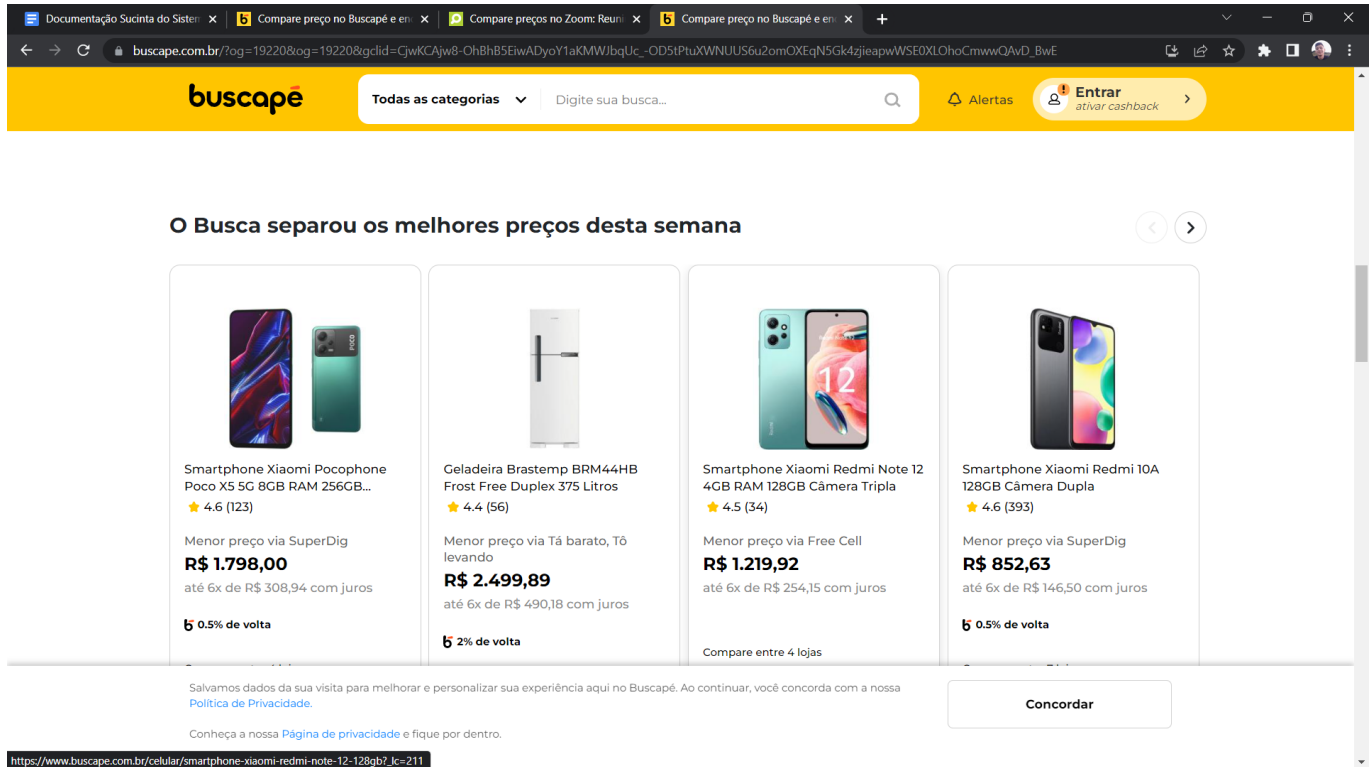 Documentação Sucinta do Sistem
Compare preço no Buscapé e enc
Compare preços no Zoom: Reuni
Compare preço no Buscapé e enc
buscape.com.br/?og=19220&og=19220&gclid=CjwKCAjw8-OhBhB5EiwADyoY1aKMWJbqUc_-OD5tPtuXWNUUS6u2omOXEqN5Gk4zjieapwWSE0XLOhoCmwwQAvD_BwE
buscapē
Todas as categorias
Digite sua busca...
Alertas
Entrar
ativar cashback
O Busca separou os melhores preços desta semana
POCO
12
Smartphone Xiaomi Pocophone
Poco X5 5G 8GB RAM 256GB...
4.6 (123)
Menor preço via SuperDig
R$ 1.798,00
até 6x de R$ 308,94 com juros
0.5% de volta
Geladeira Brastemp BRM44HB
Frost Free Duplex 375 Litros
4.4 (56)
Menor preço via Tá barato, Tô
levando
R$ 2.499,89
até 6x de R$ 490,18 com juros
2% de volta
Smartphone Xiaomi Redmi Note 12
4GB RAM 128GB Câmera Tripla
4.5 (34)
Menor preço via Free Cell
R$ 1.219,92
até 6x de R$ 254,15 com juros
Compare entre 4 lojas
Smartphone Xiaomi Redmi 10A
128GB Câmera Dupla
4.6 (393)
Menor preço via SuperDig
R$ 852,63
até 6x de R$ 146,50 com juros
0.5% de volta
Salvamos dados da sua visita para melhorar e personalizar sua experiência aqui no Buscapé. Ao continuar, você concorda com a nossa
Política de Privacidade.
Conheça a nossa Página de privacidade e fique por dentro.
Concordar
https://www.buscape.com.br/celular/smartphone-xiaomi-redmi-note-12-128gb?_lc=211